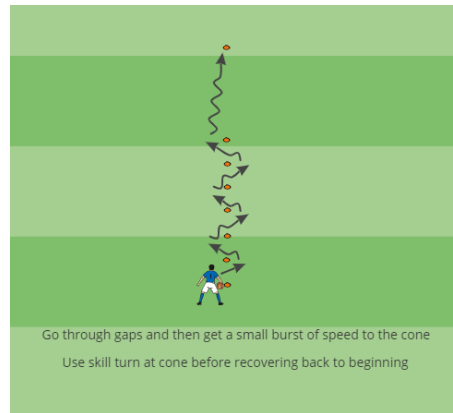 Go through gaps and then get a small burst of speed to the cone
Use skill turn at cone before recovering back to beginning